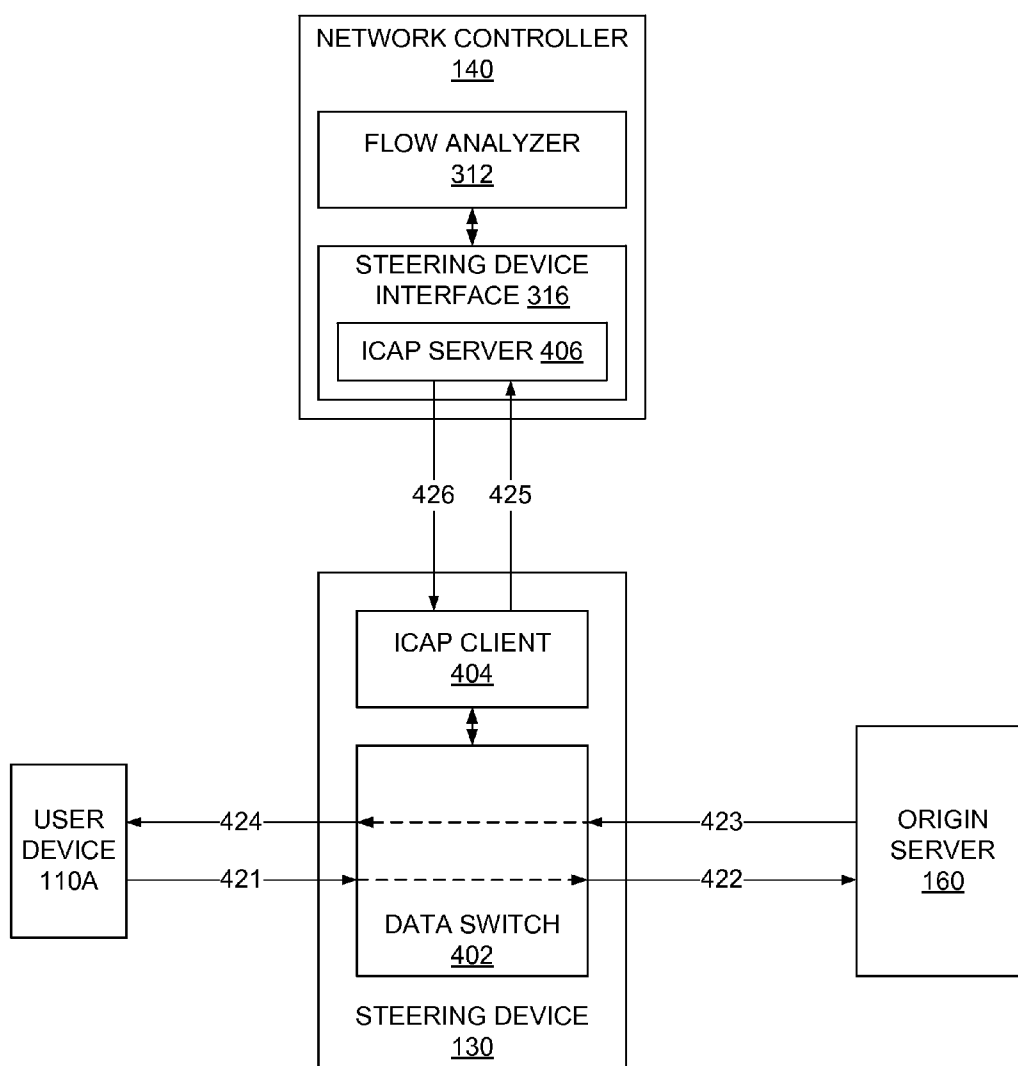 NETWORK CONTROLLER
140
FLOW ANALYZER
312
STEERING DEVICE
INTERFACE 316
ICAP SERVER 406
426
425
ICAP CLIENT
404
USER
DEVICE
110A
424
421
423
422
ORIGIN
SERVER
160
DATA SWITCH
402
STEERING DEVICE
130